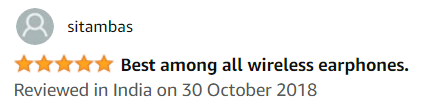 sitambas
Best among all wireless earphones.
Reviewed in India on 30 October 2018